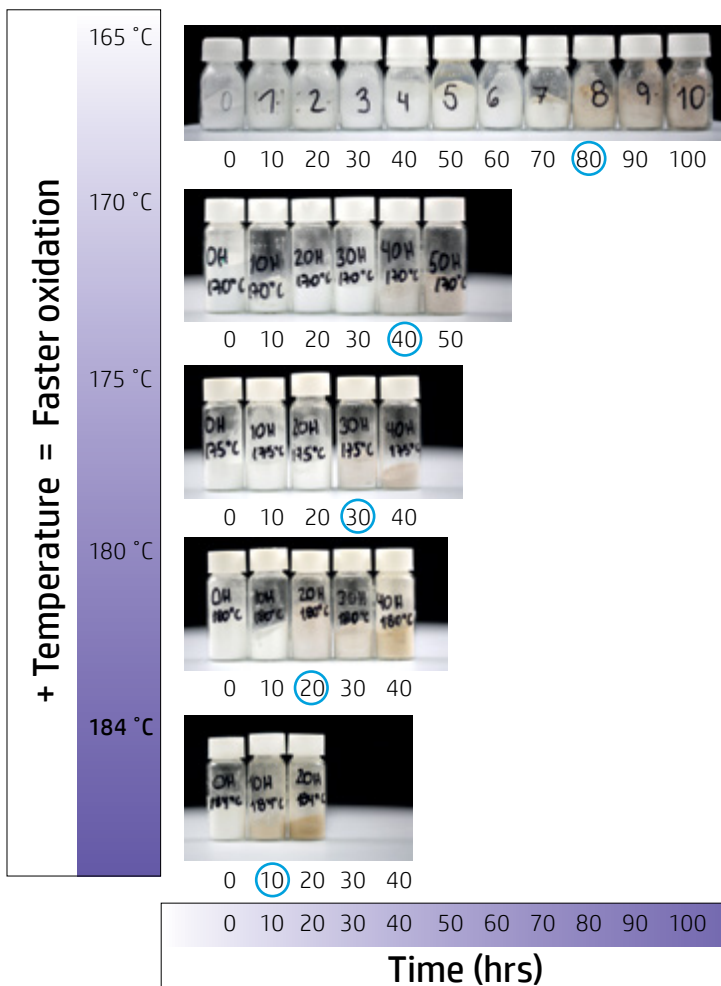 + Temperature = Faster oxidation
165 ˚C
0 1 2 3 4 5 6 7 8 9 10
0 10 20 30 40 50 60 70 80 90 100
170 ˚C
0H 10H 20H 30H 40H 50H
170°C 170°C 170°C 170°C 170°C 170°C
0 10 20 30 40 50
175 ˚C
0H 10H 20H 30H 40H
175°C 175°C 175°C 175°C 175°C
0 10 20 30 40
180 ˚C
0H 10H 20H 30H 40H
180°C 180°C 180°C 180°C 180°C
0 10 20 30 40
184 ˚C
0H 10H 20H
184°C 184°C 184°C
0 10 20 30 40
0 10 20 30 40 50 60 70 80 90 100
Time (hrs)